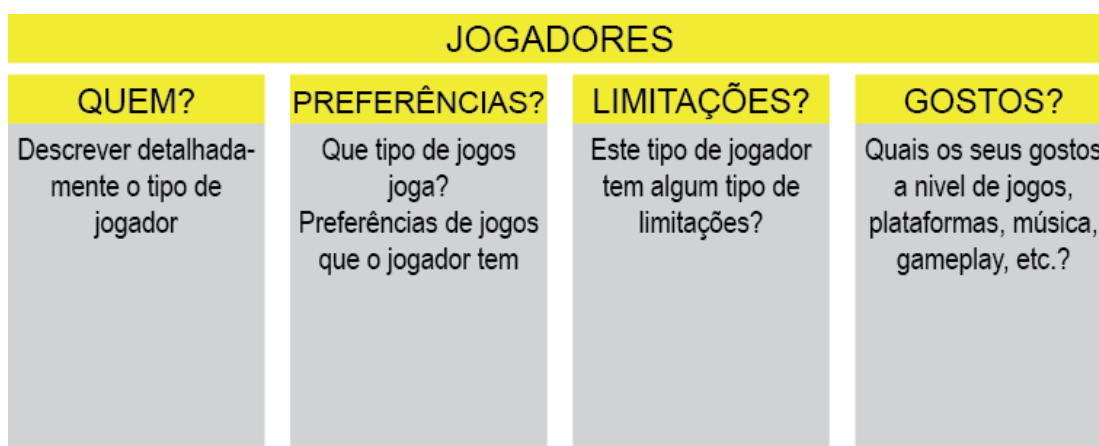 JOGADORES
QUEM?
Descrever detalhada-
mente o tipo de
jogador
PREFERÊNCIAS?
Que tipo de jogos
joga?
Preferências de jogos
que o jogador tem
LIMITAÇÕES?
Este tipo de jogador
tem algum tipo de
limitações?
GOSTOS?
Quais os seus gostos
a nivel de jogos,
plataformas, música,
gameplay, etc.?